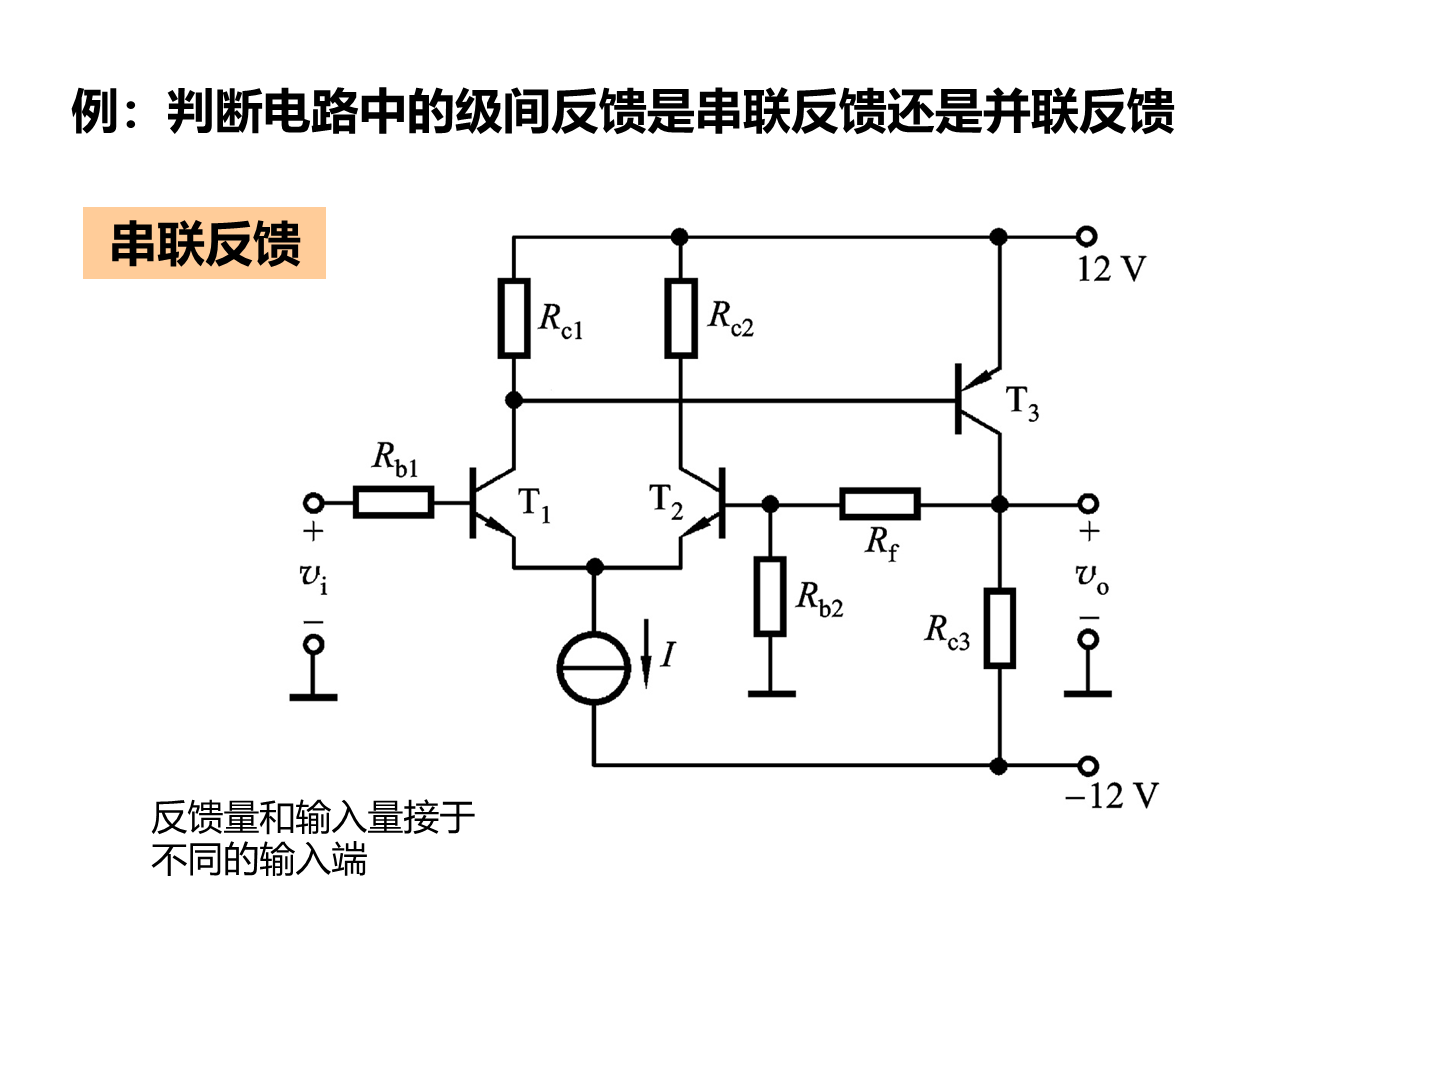 例：判断电路中的级间反馈是串联反馈还是并联反馈
串联反馈
12 V
Rc1
Rc2
T3
Rb1
T1
T2
Rf
+
vi
−
+
vo
−
Rb2
Rc3
I
−12 V
反馈量和输入量接于
不同的输入端